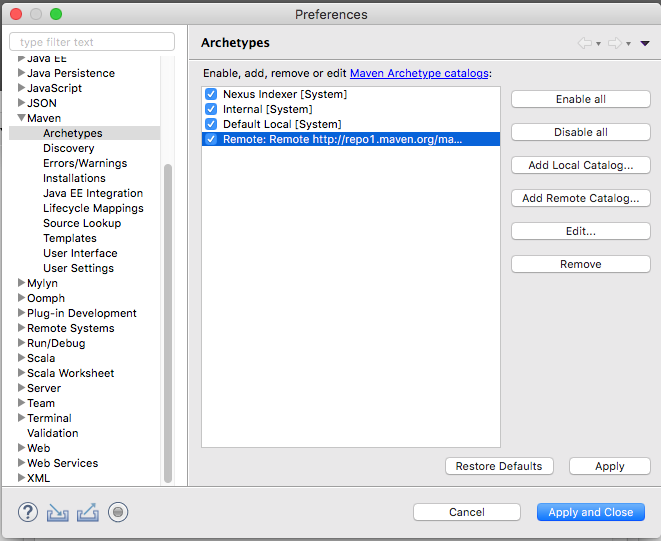 Preferences
type filter text
Java EE
Java Persistence
JavaScript
JSON
Maven
Archetypes
Discovery
Errors/Warnings
Installations
Java EE Integration
Lifecycle Mappings
Source Lookup
Templates
User Interface
User Settings
Mylyn
Oomph
Plug-in Development
Remote Systems
Run/Debug
Scala
Scala Worksheet
Server
Team
Terminal
Validation
Web
Web Services
XML
Archetypes
Enable, add, remove or edit Maven Archetype catalogs:
Nexus Indexer [System]
Internal [System]
Default Local [System]
Remote: Remote http://repo1.maven.org/ma...
Enable all
Disable all
Add Local Catalog...
Add Remote Catalog...
Edit...
Remove
Restore Defaults
Apply
?
Cancel
Apply and Close